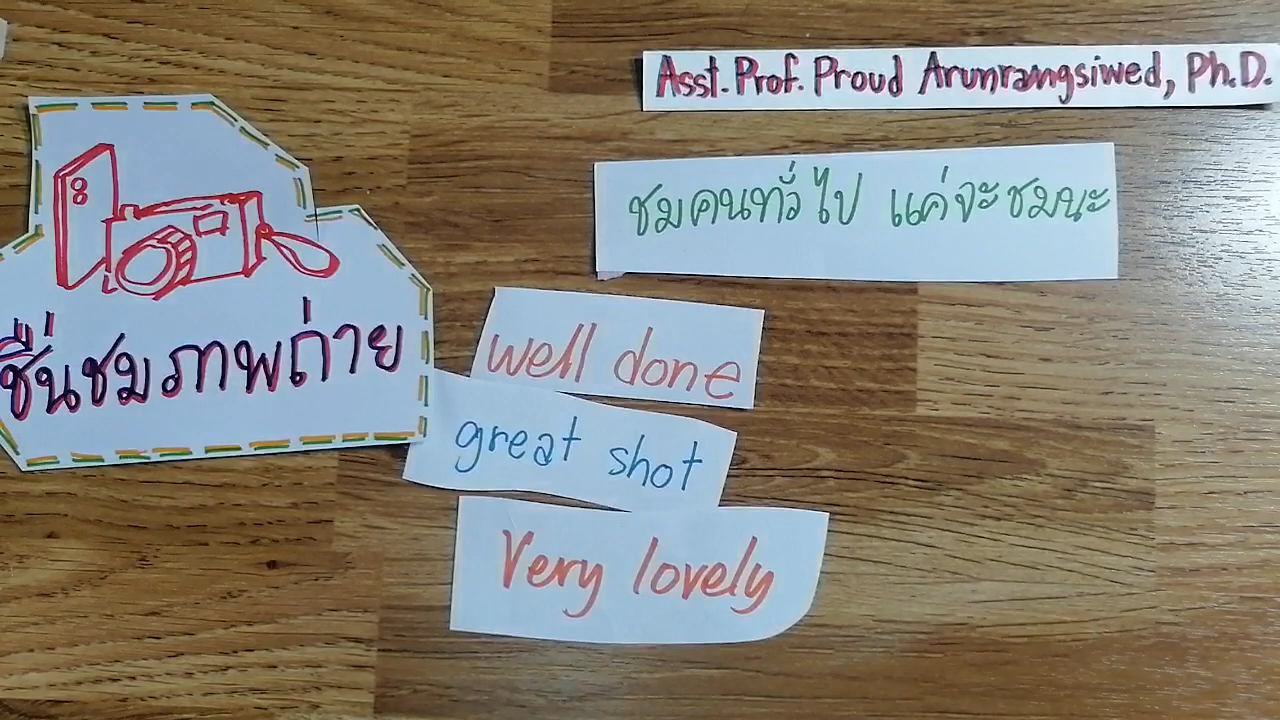 Asst. Prof. Proud Arunrangsiwed, Ph.D.
ชมคนทั่วไป แค่จะชมนะ
ชื่นชมภาพถ่าย
well done
great shot
Very lovely